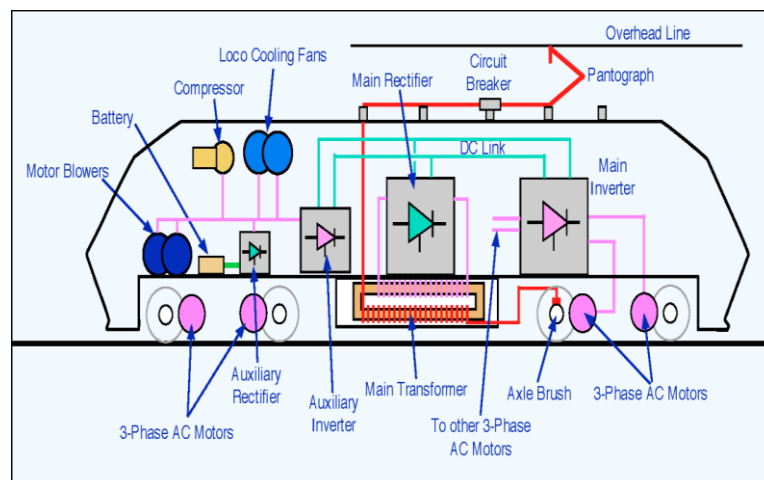 Overhead Line
Loco Cooling Fans
Circuit
Breaker
Main Rectifier
Pantograph
Compressor
Battery
DC Link
Main
Inverter
Motor Blowers
Auxiliary
Rectifier
Auxiliary
Inverter
Main Transformer
Axle Brush
3-Phase AC Motors
3-Phase AC Motors
To other 3-Phase
AC Motors